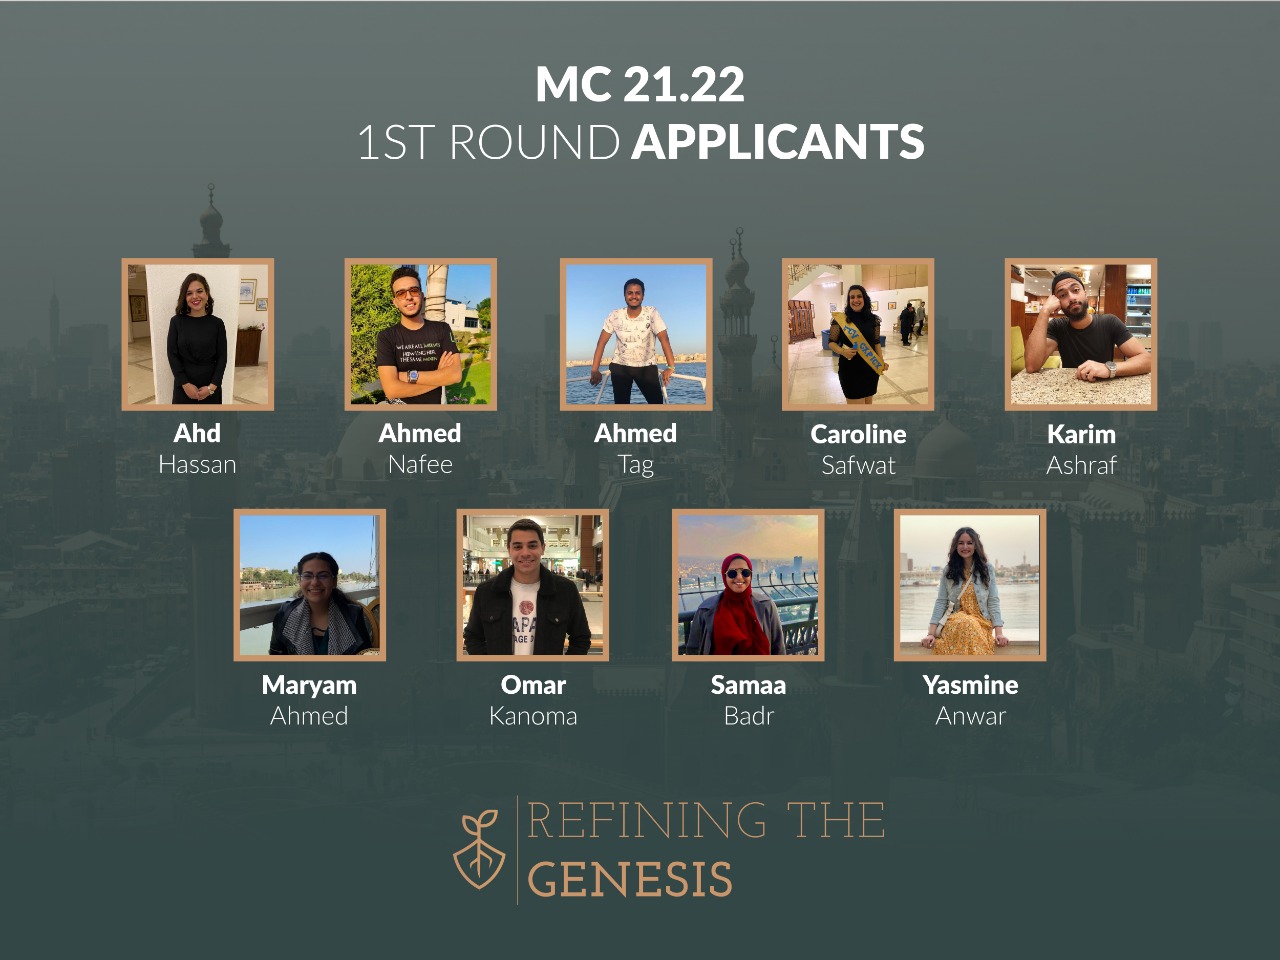 MC 21.22
1ST ROUND APPLICANTS
Ahd
Hassan
Ahmed
Nafee
Ahmed
Tag
Caroline
Safwat
Karim
Ashraf
Maryam
Ahmed
Omar
Kanoma
Samaa
Badr
Yasmine
Anwar
REFINING THE
GENESIS